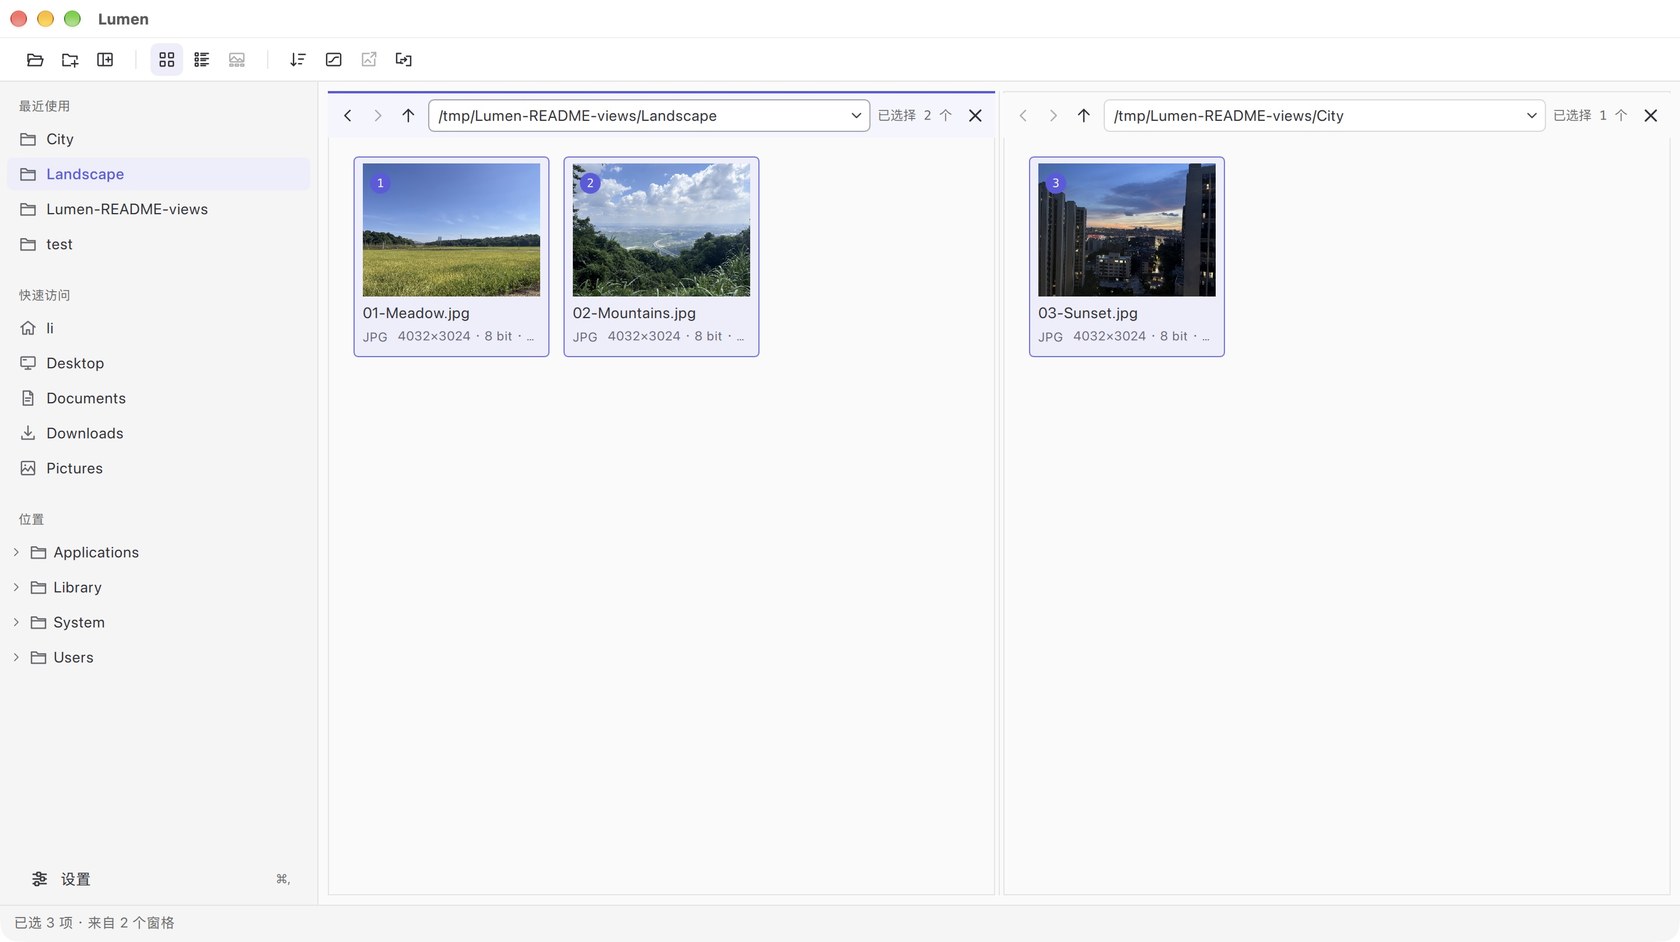 Lumen
最近使用
City
Landscape
Lumen-README-views
test
快速访问
li
Desktop
Documents
Downloads
Pictures
位置
Applications
Library
System
Users
设置 ⌘,
/tmp/Lumen-README-views/Landscape 已选择 2 个
1
01-Meadow.jpg
JPG 4032×3024 · 8 bit · …
2
02-Mountains.jpg
JPG 4032×3024 · 8 bit · …
/tmp/Lumen-README-views/City 已选择 1 个
3
03-Sunset.jpg
JPG 4032×3024 · 8 bit · …
已选 3 项 · 来自 2 个窗格